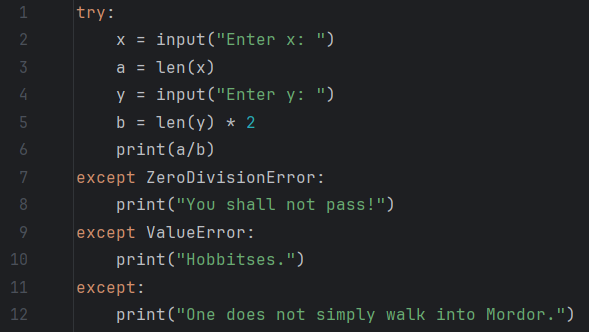 1 try:
2     x = input("Enter x: ")
3     a = len(x)
4     y = input("Enter y: ")
5     b = len(y) * 2
6     print(a/b)
7 except ZeroDivisionError:
8     print("You shall not pass!")
9 except ValueError:
10     print("Hobbitses.")
11 except:
12     print("One does not simply walk into Mordor.")